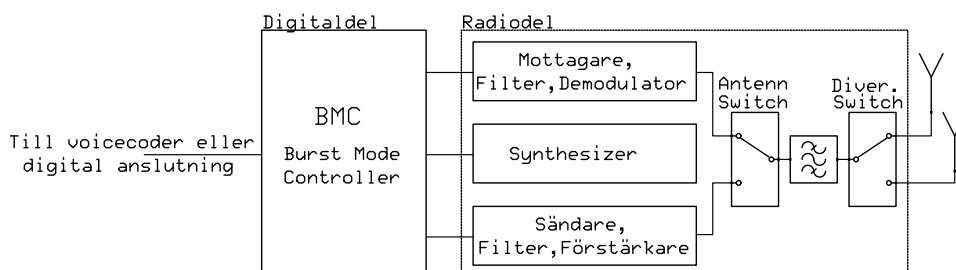 Digitaldel
Radiodel
Mottagare,
Filter,Demodulator
Antenn
Switch
Diver.
Switch
BMC
Burst Mode
Controller
Till voicecoder eller
digital anslutning
Synthesizer
Sändare,
Filter,Förstärkare